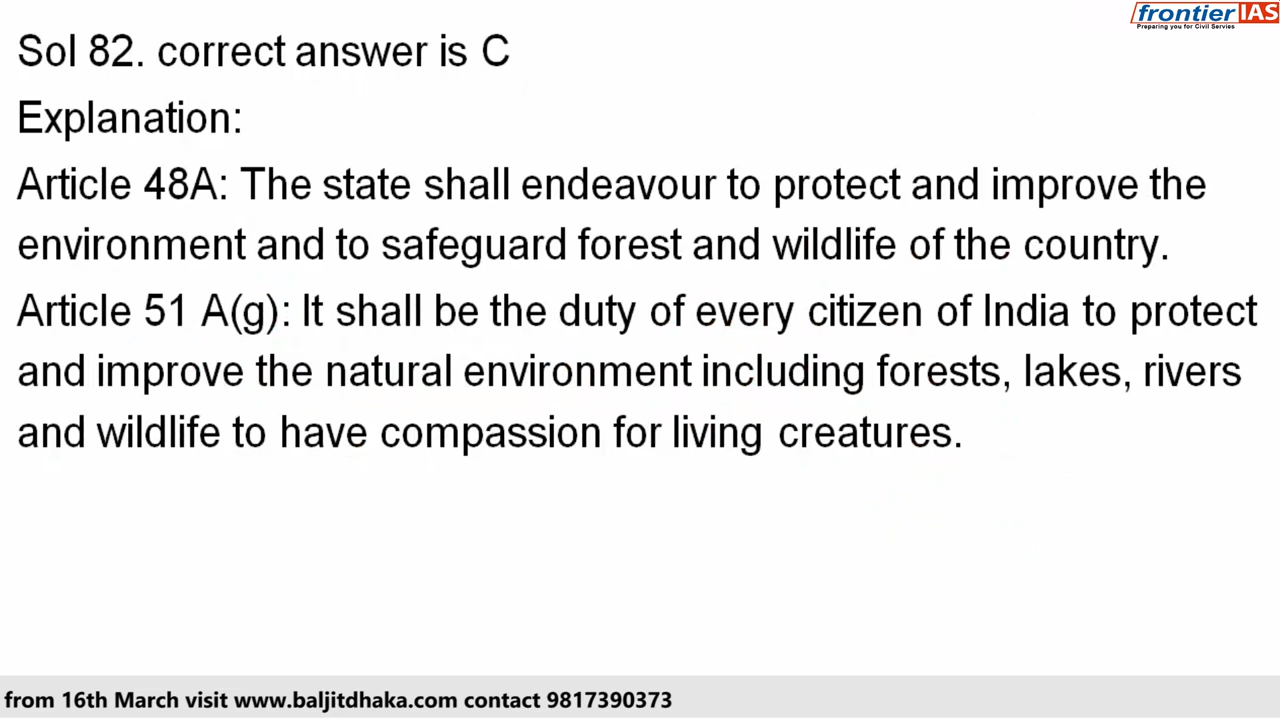 frontier IAS
Preparing you for Civil Servies
Sol 82. correct answer is C
Explanation:
Article 48A: The state shall endeavour to protect and improve the
environment and to safeguard forest and wildlife of the country.
Article 51 A(g): It shall be the duty of every citizen of India to protect
and improve the natural environment including forests, lakes, rivers
and wildlife to have compassion for living creatures.
from 16th March visit www.baljitdhaka.com contact 9817390373